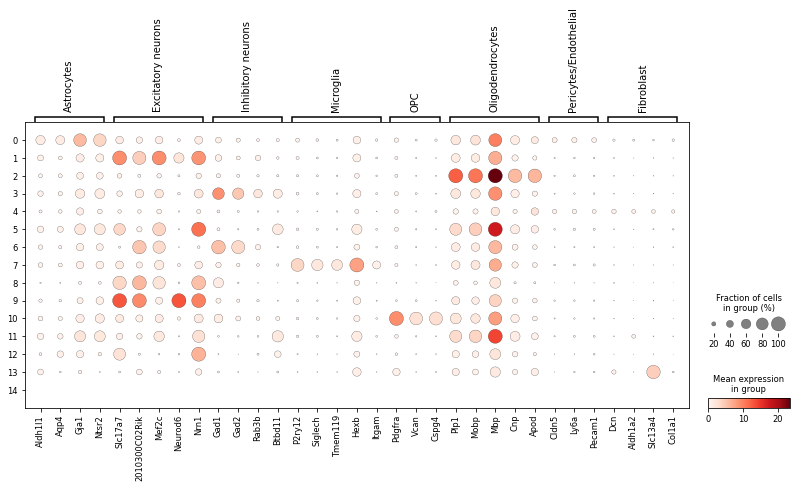 Astrocytes
Excitatory neurons
Inhibitory neurons
Microglia
OPC
Oligodendrocytes
Pericytes/Endothelial
Fibroblast
0
1
2
3
4
5
6
7
8
9
10
11
12
13
14
Aldh1l1
Aqp4
Gja1
Ntsr2
Slc17a7
2010300C02Rik
Mef2c
Neurod6
Nrn1
Gad1
Gad2
Rab3b
Btbd11
P2ry12
Siglech
Tmem119
Hexb
Itgam
Pdgfra
Vcan
Cspg4
Plp1
Mobp
Mbp
Cnp
Apod
Cldn5
Ly6a
Pecam1
Dcn
Aldh1a2
Slc13a4
Col1a1
Fraction of cells
in group (%)
20 40 60 80 100
Mean expression
in group
0 10 20